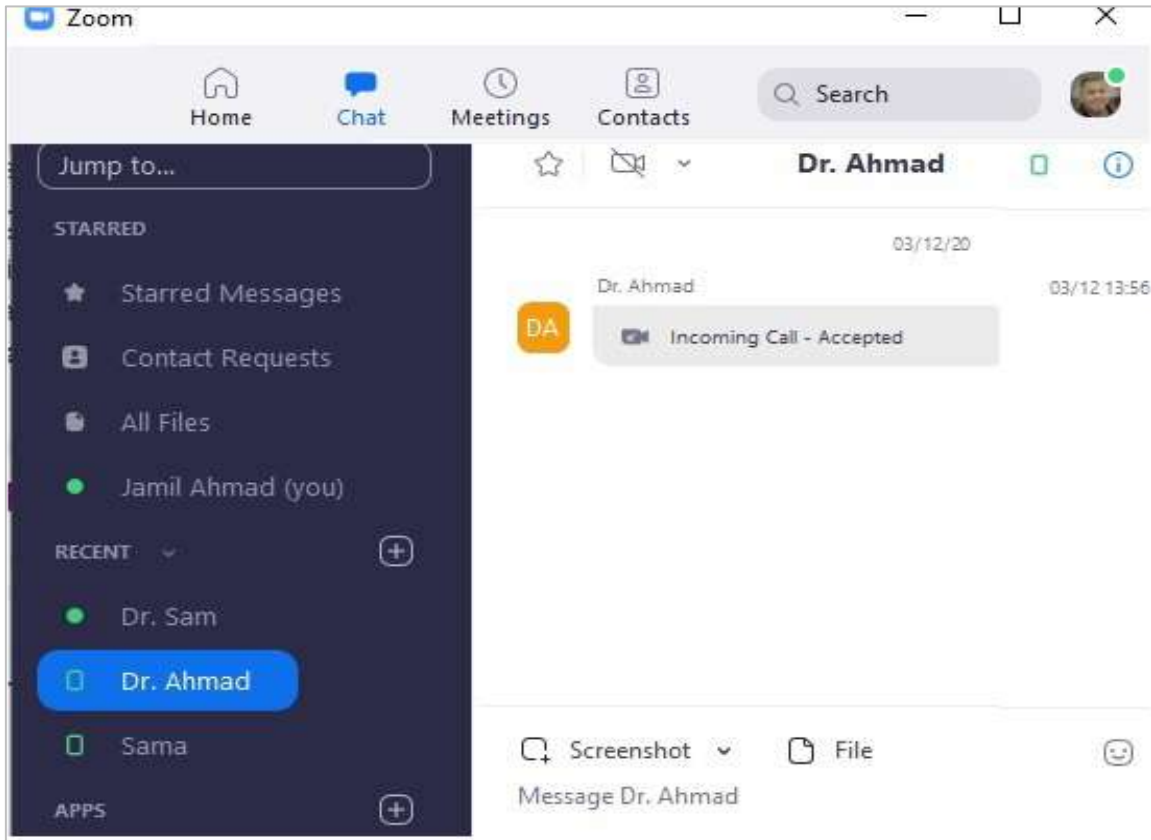 Zoom
Home Chat Meetings Contacts Search
Jump to...
STARRED
Starred Messages
Contact Requests
All Files
Jamil Ahmad (you)
RECENT
Dr. Sam
Dr. Ahmad
Sama
APPS
Dr. Ahmad
03/12/20
Dr. Ahmad 03/12 13:56
DA
Incoming Call - Accepted
Screenshot File
Message Dr. Ahmad